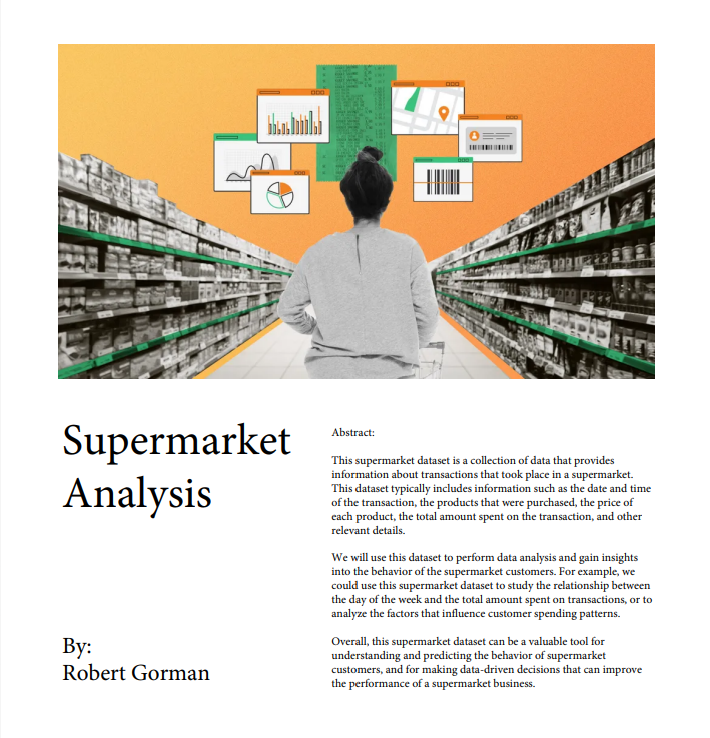 Supermarket
Analysis
By:
Robert Gorman
Abstract:
This supermarket dataset is a collection of data that provides
information about transactions that took place in a supermarket.
This dataset typically includes information such as the date and time
of the transaction, the products that were purchased, the price of
each product, the total amount spent on the transaction, and other
relevant details.
We will use this dataset to perform data analysis and gain insights
into the behavior of the supermarket customers. For example, we
could use this supermarket dataset to study the relationship between
the day of the week and the total amount spent on transactions, or to
analyze the factors that influence customer spending patterns.
Overall, this supermarket dataset can be a valuable tool for
understanding and predicting the behavior of supermarket
customers, and for making data-driven decisions that can improve
the performance of a supermarket business.